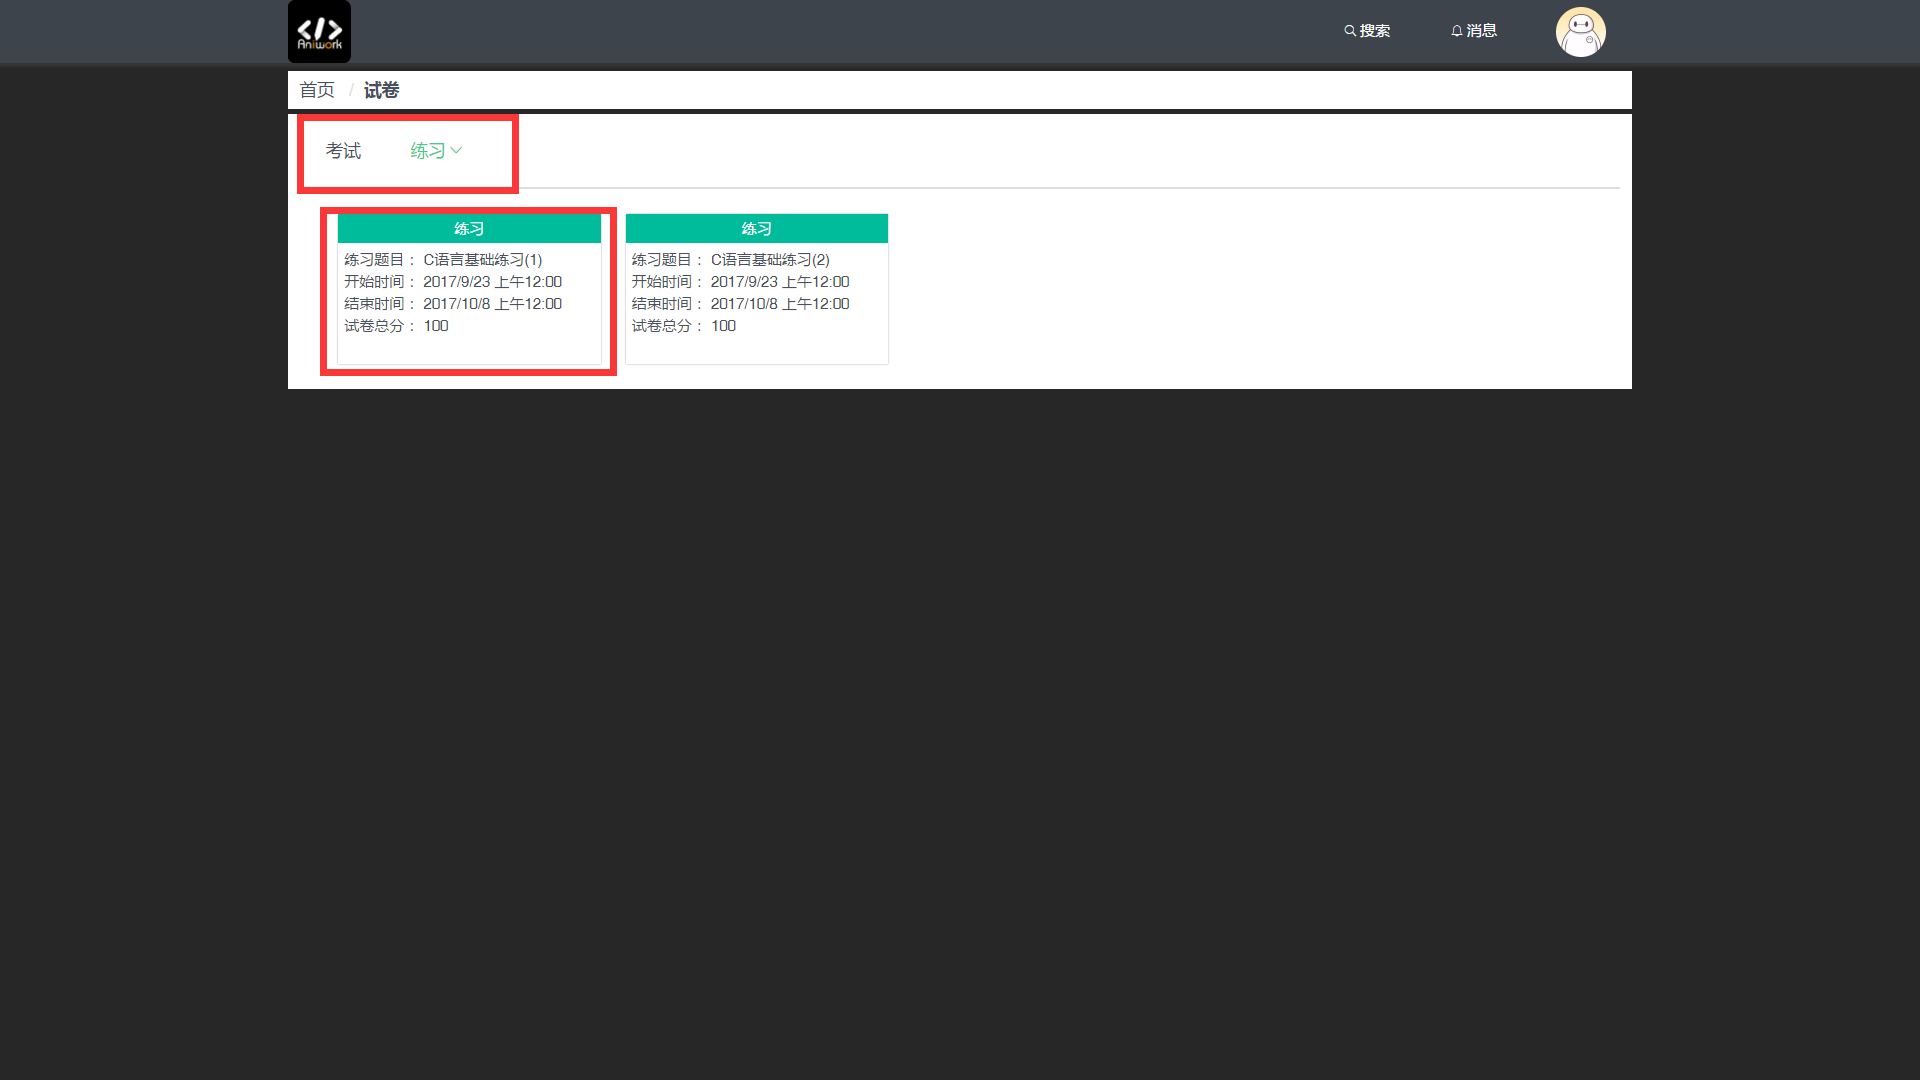 Aniwork
搜索
消息
首页 / 试卷
考试
练习
练习
练习题目： C语言基础练习(1)
开始时间： 2017/9/23 上午12:00
结束时间： 2017/10/8 上午12:00
试卷总分： 100
练习
练习题目： C语言基础练习(2)
开始时间： 2017/9/23 上午12:00
结束时间： 2017/10/8 上午12:00
试卷总分： 100